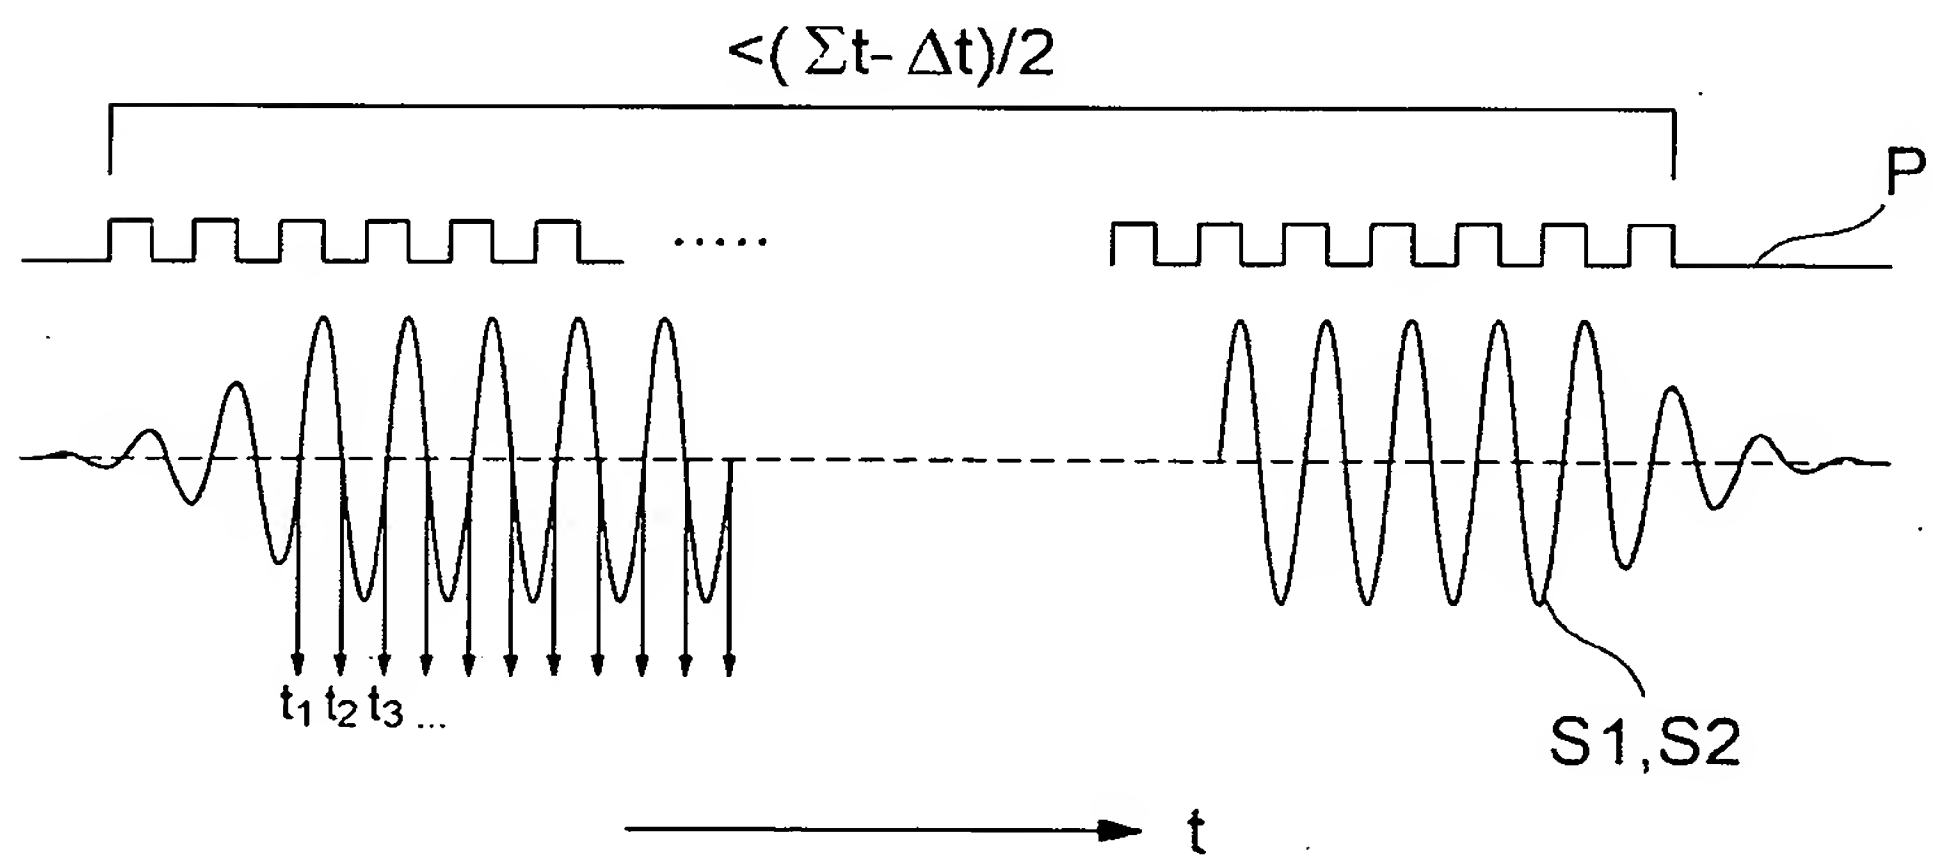 <(Σt-Δt)/2
P
.....
t1 t2 t3 ...
S1,S2
t